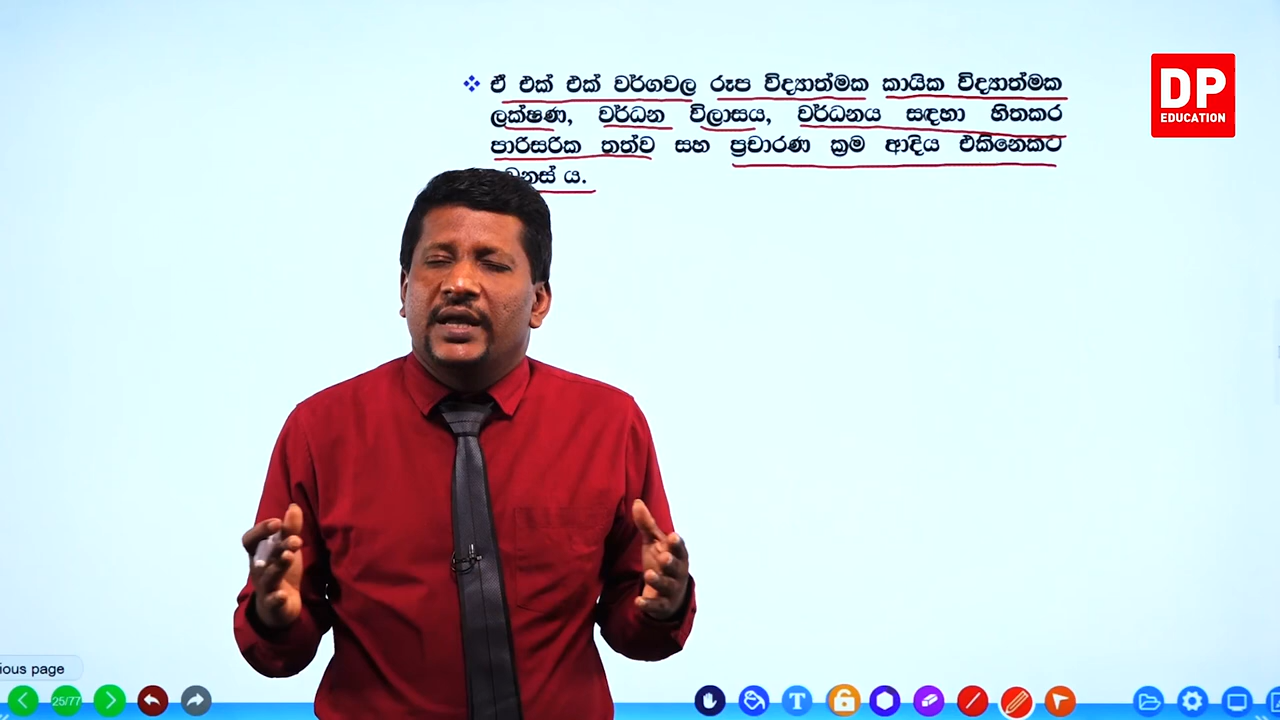 ඒ එක් එක් වර්ගවල රූප විද්‍යාත්මක කායික විද්‍යාත්මක
ලක්ෂණ, වර්ධන විලාසය, වර්ධනය සඳහා හිතකර
පාරිසරික තත්ව සහ ප්‍රචාරණ ක්‍රම ආදිය එකිනෙකට
ය.
DP
EDUCATION
ious page
25/77
T